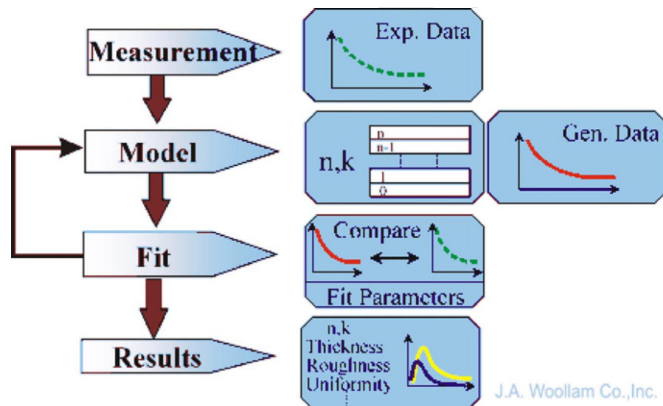 Measurement
Exp. Data
Model
n,k
n
n-1
1
0
Gen. Data
Fit
Compare
Fit Parameters
Results
n,k
Thickness
Roughness
Uniformity
J.A. Woollam Co.,Inc.